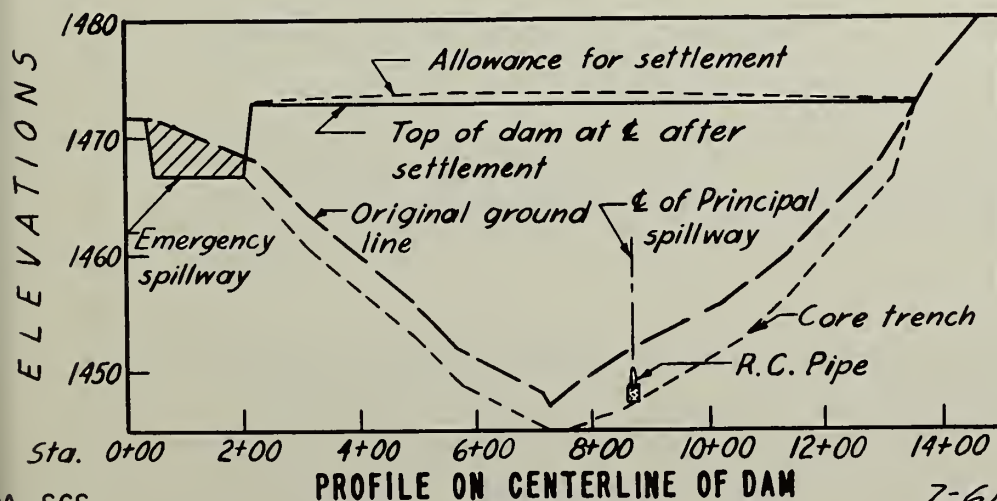 ELEVATIONS
1480
1470
1460
1450
Allowance for settlement
Top of dam at ℄ after
settlement
Original ground
line
℄ of Principal
spillway
Emergency
spillway
Core trench
R.C. Pipe
Sta. 0+00 2+00 4+00 6+00 8+00 10+00 12+00 14+00
PROFILE ON CENTERLINE OF DAM
7-6